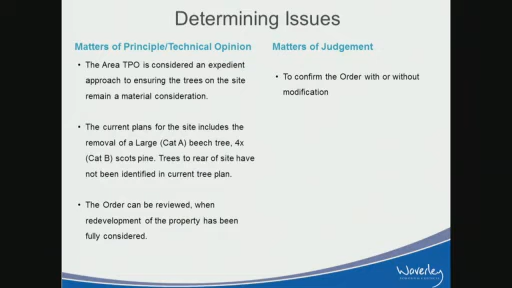 Determining Issues
Matters of Principle/Technical Opinion
• The Area TPO is considered an expedient
approach to ensuring the trees on the site
remain a material consideration.
• The current plans for the site includes the
removal of a Large (Cat A) beech tree, 4x
(Cat B) scots pine. Trees to rear of site have
not been identified in current tree plan.
• The Order can be reviewed, when
redevelopment of the property has been
fully considered.
Matters of Judgement
• To confirm the Order with or without
modification
Waverley